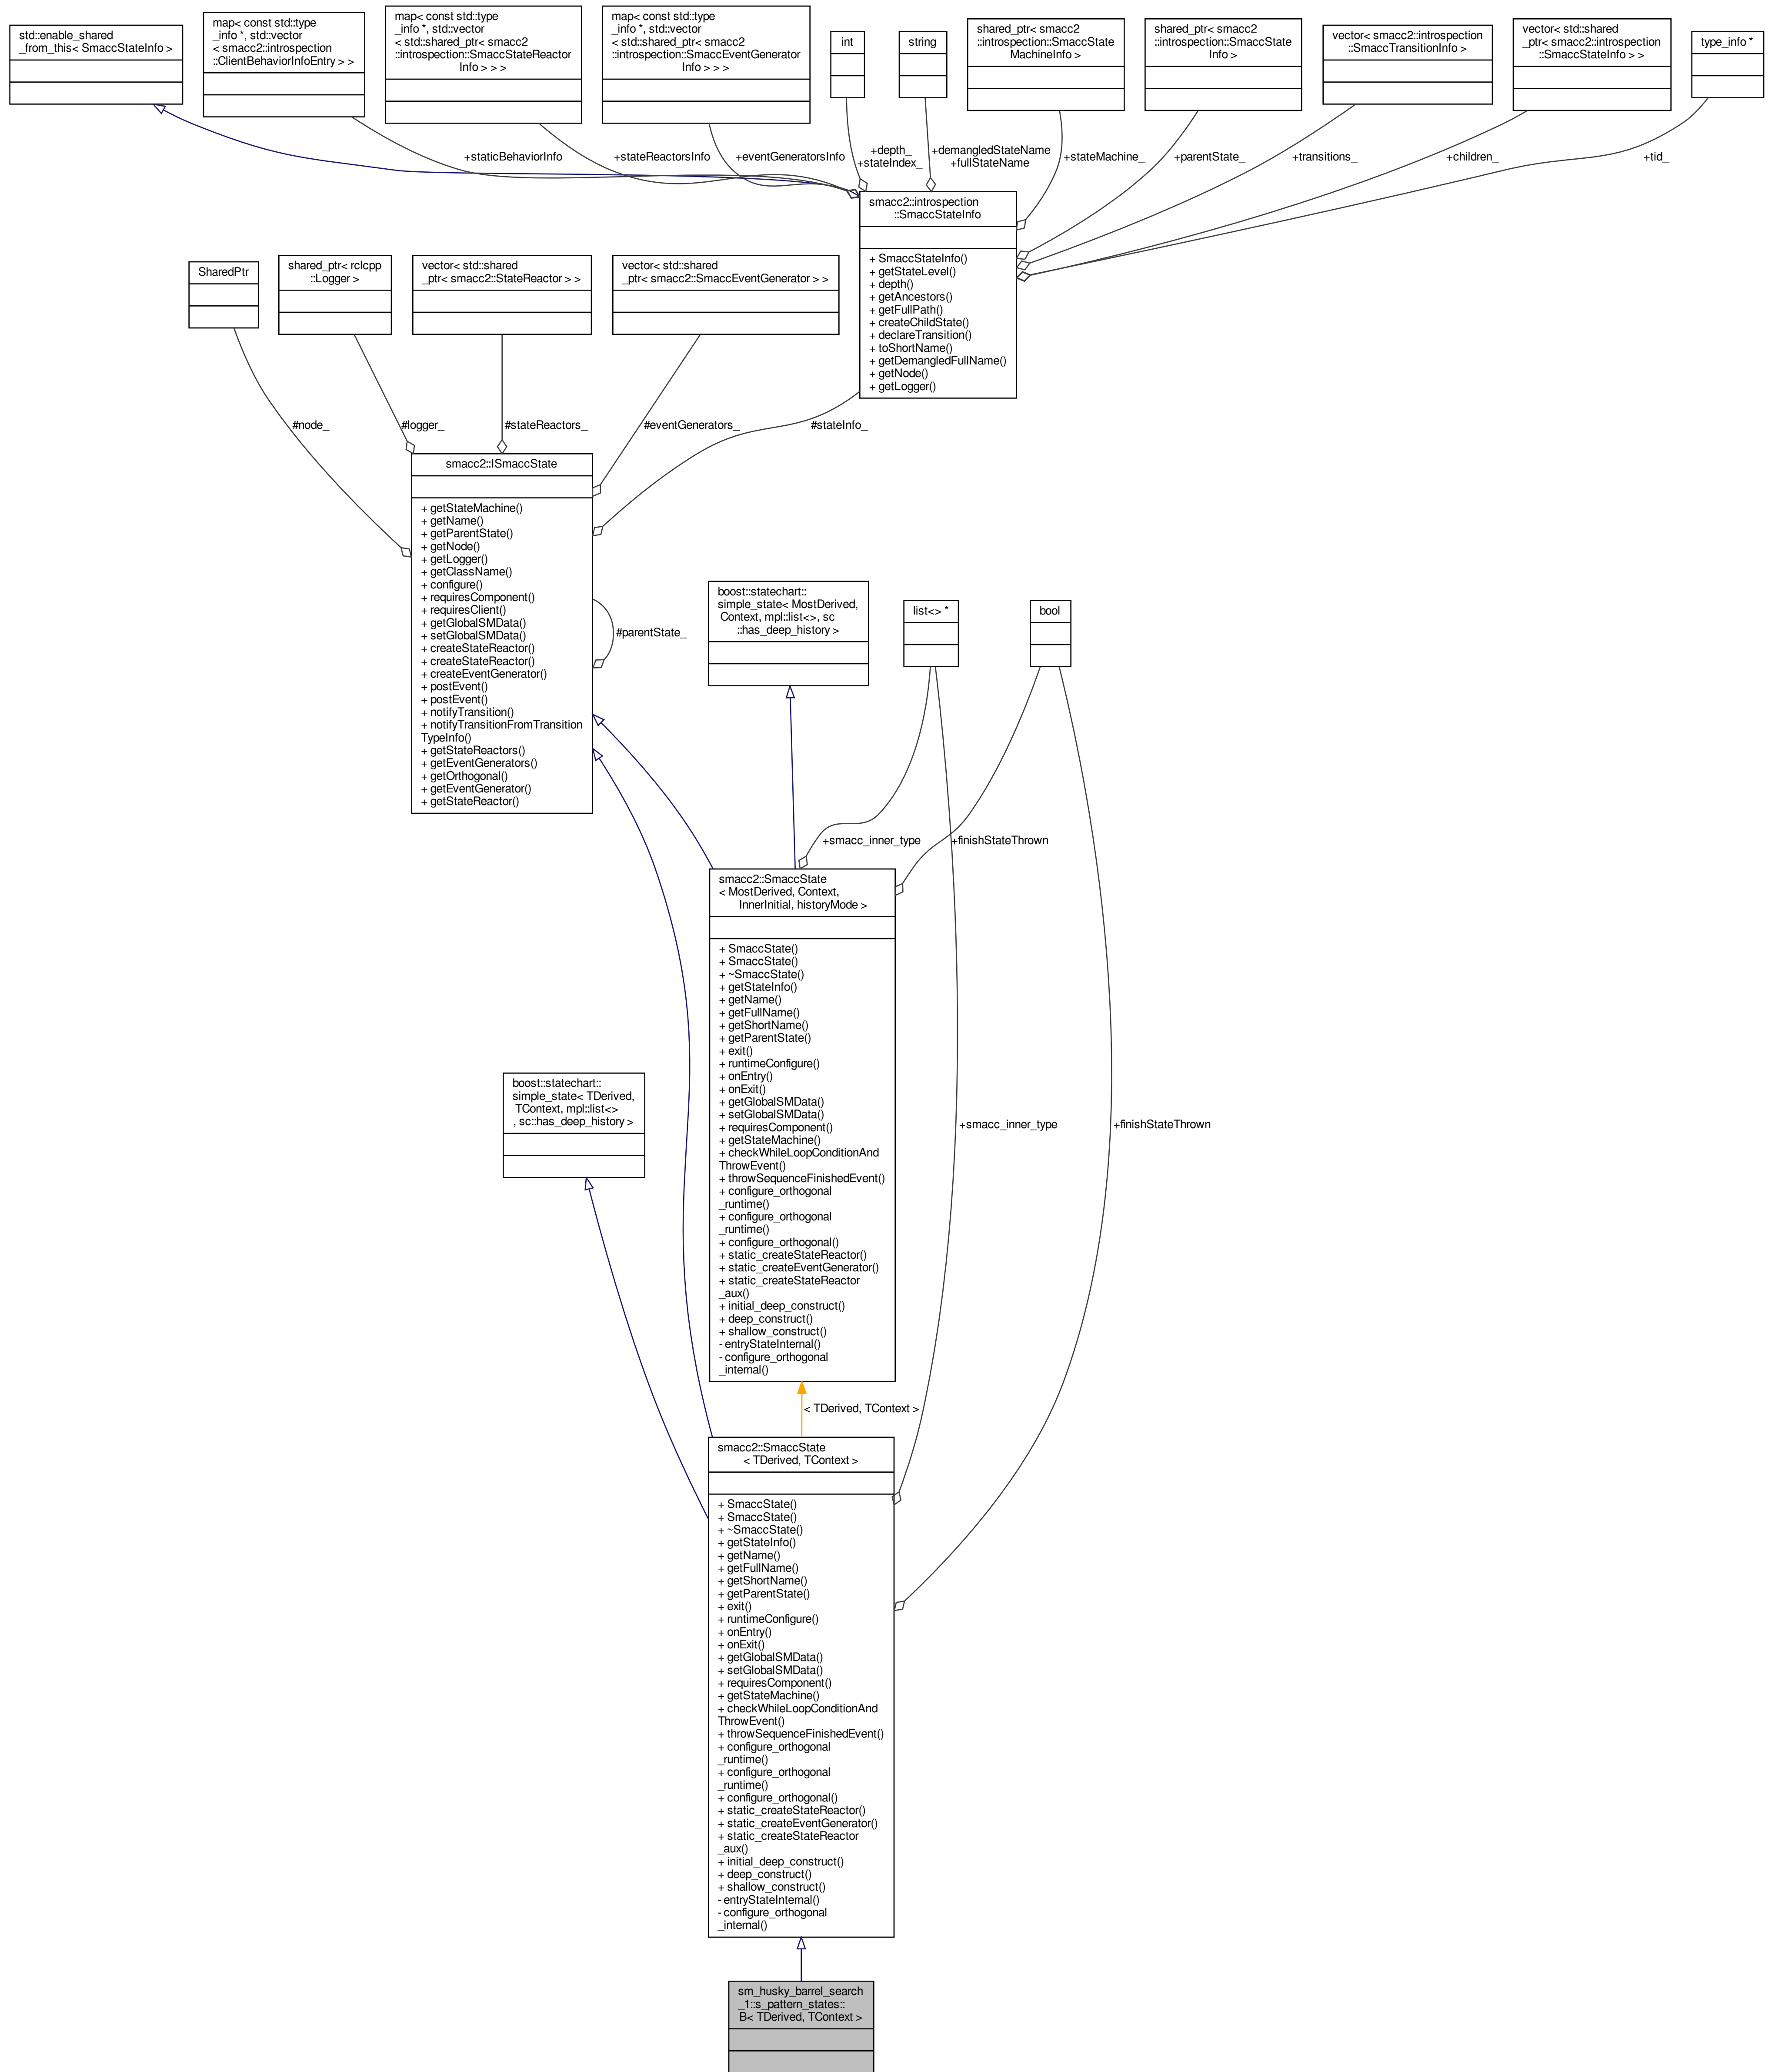 std::enable_shared
_from_this< SmaccStateInfo >
map< const std::type
_info *, std::vector
< smacc2::introspection
::ClientBehaviorInfoEntry > >
map< const std::type
_info *, std::vector
< std::shared_ptr< smacc2
::introspection::SmaccStateReactor
Info > > >
map< const std::type
_info *, std::vector
< std::shared_ptr< smacc2
::introspection::SmaccEventGenerator
Info > > >
int
string
shared_ptr< smacc2
::introspection::SmaccState
MachineInfo >
shared_ptr< smacc2
::introspection::SmaccState
Info >
vector< smacc2::introspection
::SmaccTransitionInfo >
vector< std::shared
_ptr< smacc2::introspection
::SmaccStateInfo > >
type_info *
+staticBehaviorInfo
+stateReactorsInfo
+eventGeneratorsInfo
+depth_
+stateIndex_
+demangledStateName
+fullStateName
+stateMachine_
+parentState_
+transitions_
+children_
+tid_
smacc2::introspection
::SmaccStateInfo
+ SmaccStateInfo()
+ getStateLevel()
+ depth()
+ getAncestors()
+ getFullPath()
+ createChildState()
+ declareTransition()
+ toShortName()
+ getDemangledFullName()
+ getNode()
+ getLogger()
SharedPtr
shared_ptr< rclcpp
::Logger >
vector< std::shared
_ptr< smacc2::StateReactor > >
vector< std::shared
_ptr< smacc2::SmaccEventGenerator > >
#node_
#logger_
#stateReactors_
#eventGenerators_
#stateInfo_
smacc2::ISmaccState
+ getStateMachine()
+ getName()
+ getParentState()
+ getNode()
+ getLogger()
+ getClassName()
+ configure()
+ requiresComponent()
+ requiresClient()
+ getGlobalSMData()
+ setGlobalSMData()
+ createStateReactor()
+ createStateReactor()
+ createEventGenerator()
+ postEvent()
+ postEvent()
+ notifyTransition()
+ notifyTransitionFromTransition
TypeInfo()
+ getStateReactors()
+ getEventGenerators()
+ getOrthogonal()
+ getEventGenerator()
+ getStateReactor()
#parentState_
boost::statechart::
simple_state< MostDerived,
Context, mpl::list<>, sc
::has_deep_history >
list<> *
bool
+smacc_inner_type
+finishStateThrown
smacc2::SmaccState
< MostDerived, Context,
InnerInitial, historyMode >
+ SmaccState()
+ SmaccState()
+ ~SmaccState()
+ getStateInfo()
+ getName()
+ getFullName()
+ getShortName()
+ getParentState()
+ exit()
+ runtimeConfigure()
+ onEntry()
+ onExit()
+ getGlobalSMData()
+ setGlobalSMData()
+ requiresComponent()
+ getStateMachine()
+ checkWhileLoopConditionAnd
ThrowEvent()
+ throwSequenceFinishedEvent()
+ configure_orthogonal
_runtime()
+ configure_orthogonal
_runtime()
+ configure_orthogonal()
+ static_createStateReactor()
+ static_createEventGenerator()
+ static_createStateReactor
_aux()
+ initial_deep_construct()
+ deep_construct()
+ shallow_construct()
- entryStateInternal()
- configure_orthogonal
_internal()
boost::statechart::
simple_state< TDerived,
TContext, mpl::list<>
, sc::has_deep_history >
+smacc_inner_type
+finishStateThrown
< TDerived, TContext >
smacc2::SmaccState
< TDerived, TContext >
+ SmaccState()
+ SmaccState()
+ ~SmaccState()
+ getStateInfo()
+ getName()
+ getFullName()
+ getShortName()
+ getParentState()
+ exit()
+ runtimeConfigure()
+ onEntry()
+ onExit()
+ getGlobalSMData()
+ setGlobalSMData()
+ requiresComponent()
+ getStateMachine()
+ checkWhileLoopConditionAnd
ThrowEvent()
+ throwSequenceFinishedEvent()
+ configure_orthogonal
_runtime()
+ configure_orthogonal
_runtime()
+ configure_orthogonal()
+ static_createStateReactor()
+ static_createEventGenerator()
+ static_createStateReactor
_aux()
+ initial_deep_construct()
+ deep_construct()
+ shallow_construct()
- entryStateInternal()
- configure_orthogonal
_internal()
sm_husky_barrel_search
_1::s_pattern_states::
B< TDerived, TContext >